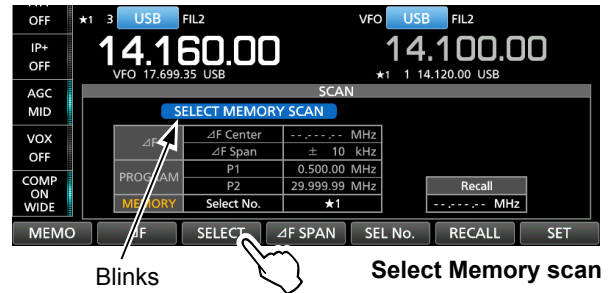 OFF ★1 3 USB FIL2 VFO USB FIL2
IP+
OFF
14.160.00 14.100.00
VFO 17.699.35 USB ★1 1 14.120.00 USB
AGC
MID
SCAN
SELECT MEMORY SCAN
VOX
OFF
⊿F ⊿F Center --.---.-- MHz
⊿F Span ± 10 kHz
PROGRAM P1 0.500.00 MHz
P2 29.999.99 MHz
MEMORY Select No. ★1
Recall
--.---.-- MHz
COMP
ON
WIDE
MEMO ⊿F SELECT ⊿F SPAN SEL No. RECALL SET
Blinks
Select Memory scan